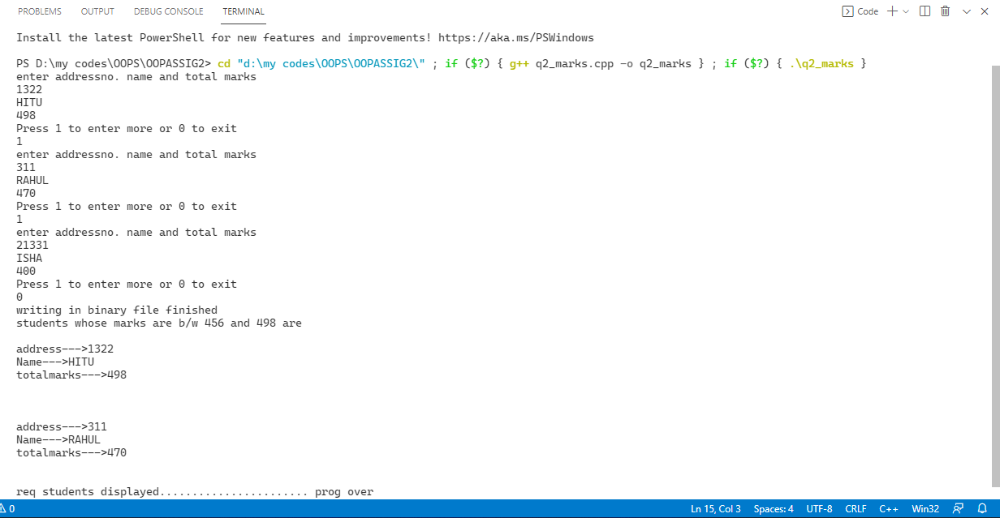 PROBLEMS OUTPUT DEBUG CONSOLE TERMINAL Code
Install the latest PowerShell for new features and improvements! https://aka.ms/PSWindows
PS D:\my codes\OOPS\OOPASSIG2> cd "d:\my codes\OOPS\OOPASSIG2\" ; if ($?) { g++ q2_marks.cpp -o q2_marks } ; if ($?) { .\q2_marks }
enter addressno. name and total marks
1322
HITU
498
Press 1 to enter more or 0 to exit
1
enter addressno. name and total marks
311
RAHUL
470
Press 1 to enter more or 0 to exit
1
enter addressno. name and total marks
21331
ISHA
400
Press 1 to enter more or 0 to exit
0
writing in binary file finished
students whose marks are b/w 456 and 498 are
address--->1322
Name--->HITU
totalmarks--->498
address--->311
Name--->RAHUL
totalmarks--->470
req students displayed....................... prog over
0 Ln 15, Col 3 Spaces: 4 UTF-8 CRLF C++ Win32